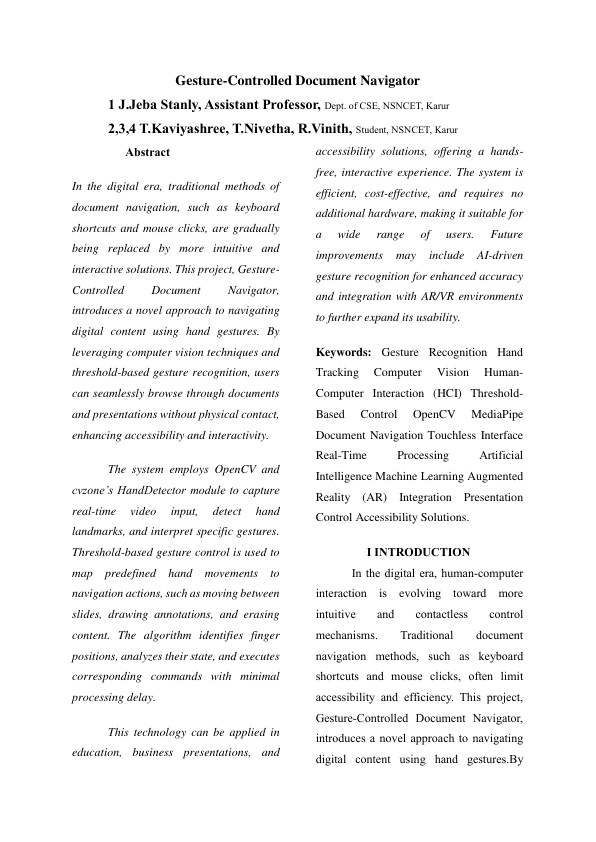 Gesture-Controlled Document Navigator
1 J.Jeba Stanly, Assistant Professor, Dept. of CSE, NSNCET, Karur
2,3,4 T.Kaviyashree, T.Nivetha, R.Vinith, Student, NSNCET, Karur
Abstract
In the digital era, traditional methods of
document navigation, such as keyboard
shortcuts and mouse clicks, are gradually
being replaced by more intuitive and
interactive solutions. This project, Gesture-
Controlled Document Navigator,
introduces a novel approach to navigating
digital content using hand gestures. By
leveraging computer vision techniques and
threshold-based gesture recognition, users
can seamlessly browse through documents
and presentations without physical contact,
enhancing accessibility and interactivity.
The system employs OpenCV and
cvzone’s HandDetector module to capture
real-time video input, detect hand
landmarks, and interpret specific gestures.
Threshold-based gesture control is used to
map predefined hand movements to
navigation actions, such as moving between
slides, drawing annotations, and erasing
content. The algorithm identifies finger
positions, analyzes their state, and executes
corresponding commands with minimal
processing delay.
This technology can be applied in
education, business presentations, and
accessibility solutions, offering a hands-
free, interactive experience. The system is
efficient, cost-effective, and requires no
additional hardware, making it suitable for
a wide range of users. Future
improvements may include AI-driven
gesture recognition for enhanced accuracy
and integration with AR/VR environments
to further expand its usability.
Keywords: Gesture Recognition Hand
Tracking Computer Vision Human-
Computer Interaction (HCI) Threshold-
Based Control OpenCV MediaPipe
Document Navigation Touchless Interface
Real-Time Processing Artificial
Intelligence Machine Learning Augmented
Reality (AR) Integration Presentation
Control Accessibility Solutions.
I INTRODUCTION
In the digital era, human-computer
interaction is evolving toward more
intuitive and contactless control
mechanisms. Traditional document
navigation methods, such as keyboard
shortcuts and mouse clicks, often limit
accessibility and efficiency. This project,
Gesture-Controlled Document Navigator,
introduces a novel approach to navigating
digital content using hand gestures.By